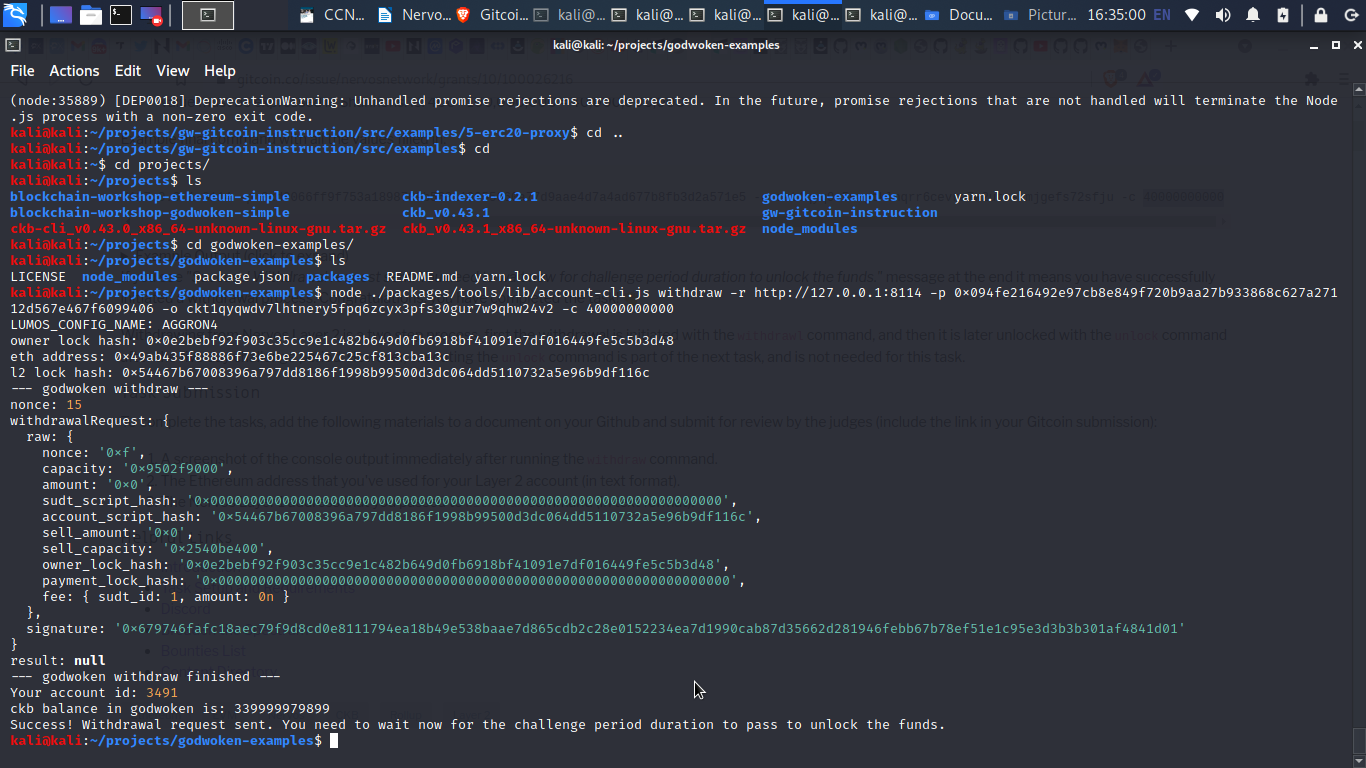 CCN...
Nervo...
Gitcoi...
kali@...
kali@...
kali@...
kali@...
kali@...
Docu...
Pictur...
16:35:00 EN
kali@kali: ~/projects/godwoken-examples
File Actions Edit View Help
(node:35889) [DEP0018] DeprecationWarning: Unhandled promise rejections are deprecated. In the future, promise rejections that are not handled will terminate the Node
.js process with a non-zero exit code.
kali@kali:~/projects/gw-gitcoin-instruction/src/examples/5-erc20-proxy$ cd ..
kali@kali:~/projects/gw-gitcoin-instruction/src/examples$ cd
kali@kali:~$ cd projects/
kali@kali:~/projects$ ls
blockchain-workshop-ethereum-simple ckb-indexer-0.2.1 godwoken-examples yarn.lock
blockchain-workshop-godwoken-simple ckb_v0.43.1 gw-gitcoin-instruction
ckb-cli_v0.43.0_x86_64-unknown-linux-gnu.tar.gz ckb_v0.43.1_x86_64-unknown-linux-gnu.tar.gz node_modules
kali@kali:~/projects$ cd godwoken-examples/
kali@kali:~/projects/godwoken-examples$ ls
LICENSE node_modules package.json packages README.md yarn.lock
kali@kali:~/projects/godwoken-examples$ node ./packages/tools/lib/account-cli.js withdraw -r http://127.0.0.1:8114 -p 0×094fe216492e97cb8e849f720b9aa27b933868c627a271
12d567e467f6099406 -o ckt1qyqwdv7lhtnery5fpq6zcyx3pfs30gur7w9qhw24v2 -c 40000000000
LUMOS_CONFIG_NAME: AGGRON4
owner lock hash: 0×0e2bebf92f903c35cc9e1c482b649d0fb6918bf41091e7df016449fe5c5b3d48
eth address: 0×49ab435f88886f73e6be225467c25cf813cba13c
l2 lock hash: 0×54467b67008396a797dd8186f1998b99500d3dc064dd5110732a5e96b9df116c
--- godwoken withdraw ---
nonce: 15
withdrawalRequest: {
raw: {
nonce: '0×f',
capacity: '0×9502f9000',
amount: '0×0',
sudt_script_hash: '0×0000000000000000000000000000000000000000000000000000000000000000',
account_script_hash: '0×54467b67008396a797dd8186f1998b99500d3dc064dd5110732a5e96b9df116c',
sell_amount: '0×0',
sell_capacity: '0×2540be400',
owner_lock_hash: '0×0e2bebf92f903c35cc9e1c482b649d0fb6918bf41091e7df016449fe5c5b3d48',
payment_lock_hash: '0×0000000000000000000000000000000000000000000000000000000000000000',
fee: { sudt_id: 1, amount: 0n }
},
signature: '0×679746fafc18aec79f9d8cd0e8111794ea18b49e538baae7d865cdb2c28e0152234ea7d1990cab87d35662d281946febb67b78ef51e1c95e3d3b3b301af4841d01'
}
result: null
--- godwoken withdraw finished ---
Your account id: 3491
ckb balance in godwoken is: 339999979899
Success! Withdrawal request sent. You need to wait now for the challenge period duration to pass to unlock the funds.
kali@kali:~/projects/godwoken-examples$